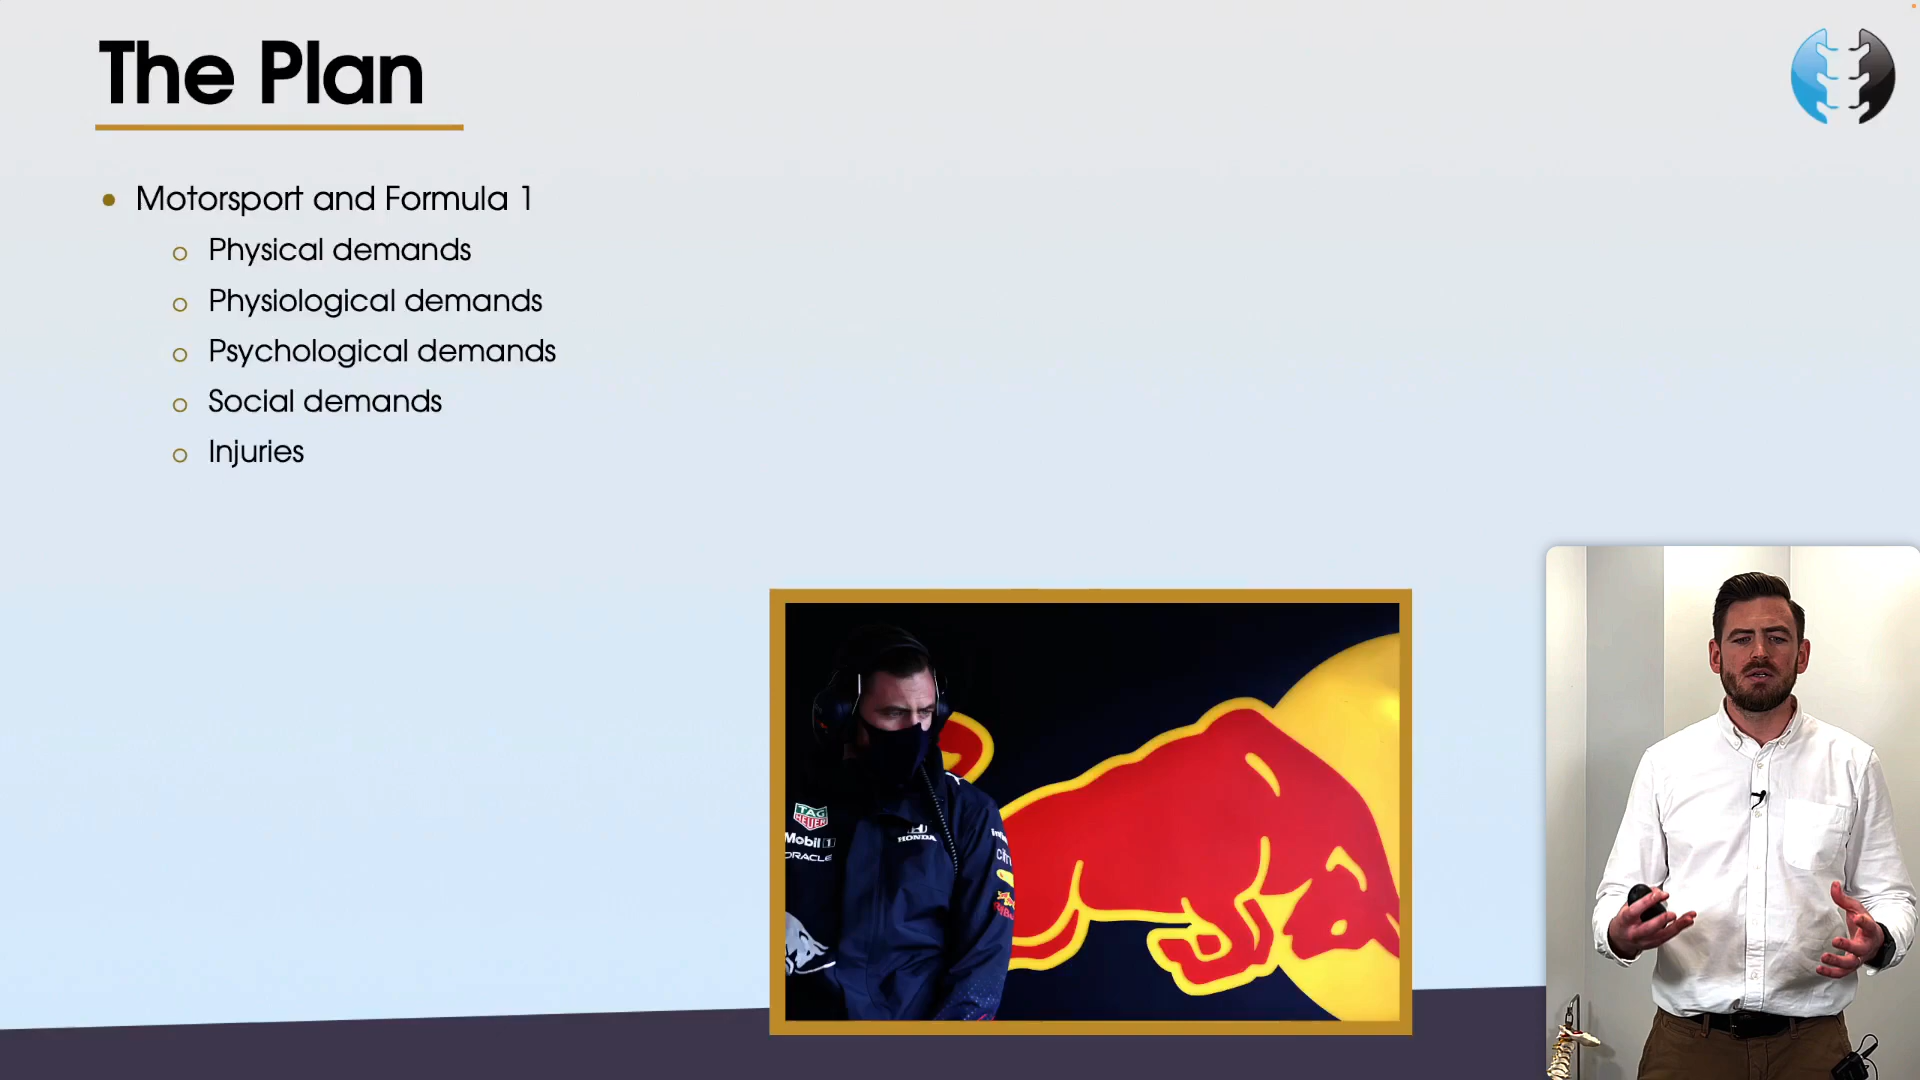 The Plan
Motorsport and Formula 1
Physical demands
Physiological demands
Psychological demands
Social demands
Injuries
TAG
HEUER
Mobil 1
HONDA
ORACLE